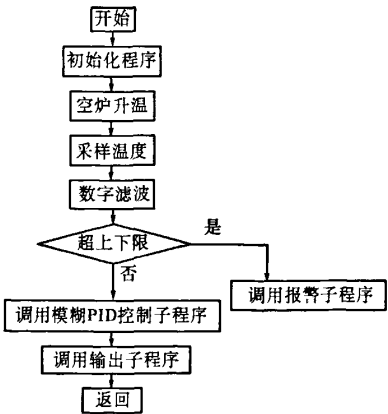 开始
初始化程序
空炉升温
采样温度
数字滤波
超上下限
是
否
调用报警子程序
调用模糊PID控制子程序
调用输出子程序
返回